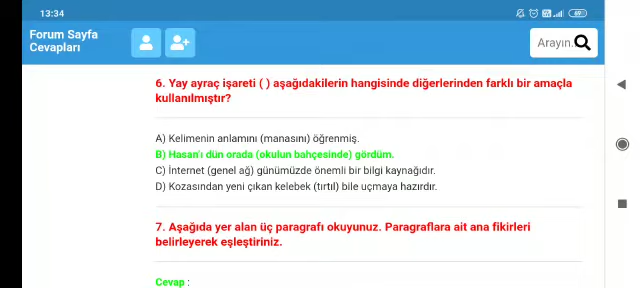 13:34
Forum Sayfa
Cevapları
Arayın.
6. Yay ayraç işareti ( ) aşağıdakilerin hangisinde diğerlerinden farklı bir amaçla
kullanılmıştır?
A) Kelimenin anlamını (manasını) öğrenmiş.
B) Hasan'ı dün orada (okulun bahçesinde) gördüm.
C) İnternet (genel ağ) günümüzde önemli bir bilgi kaynağıdır.
D) Kozasından yeni çıkan kelebek (tırtıl) bile uçmaya hazırdır.
7. Aşağıda yer alan üç paragrafı okuyunuz. Paragraflara ait ana fikirleri
belirleyerek eşleştiriniz.
Cevap :